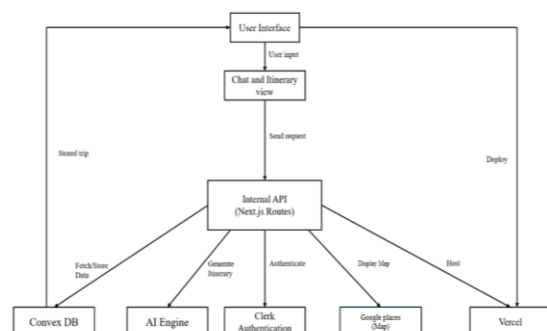 User Interface
User input
Chat and Itinerary
view
Send request
Stored trip
Deploy
Internal API
(Next.js Routes)
Fetch/Store
Data
Generate
Itinerary
Authenticate
Display Map
Host
Convex DB
AI Engine
Clerk
Authentication
Google places
(Map)
Vercel